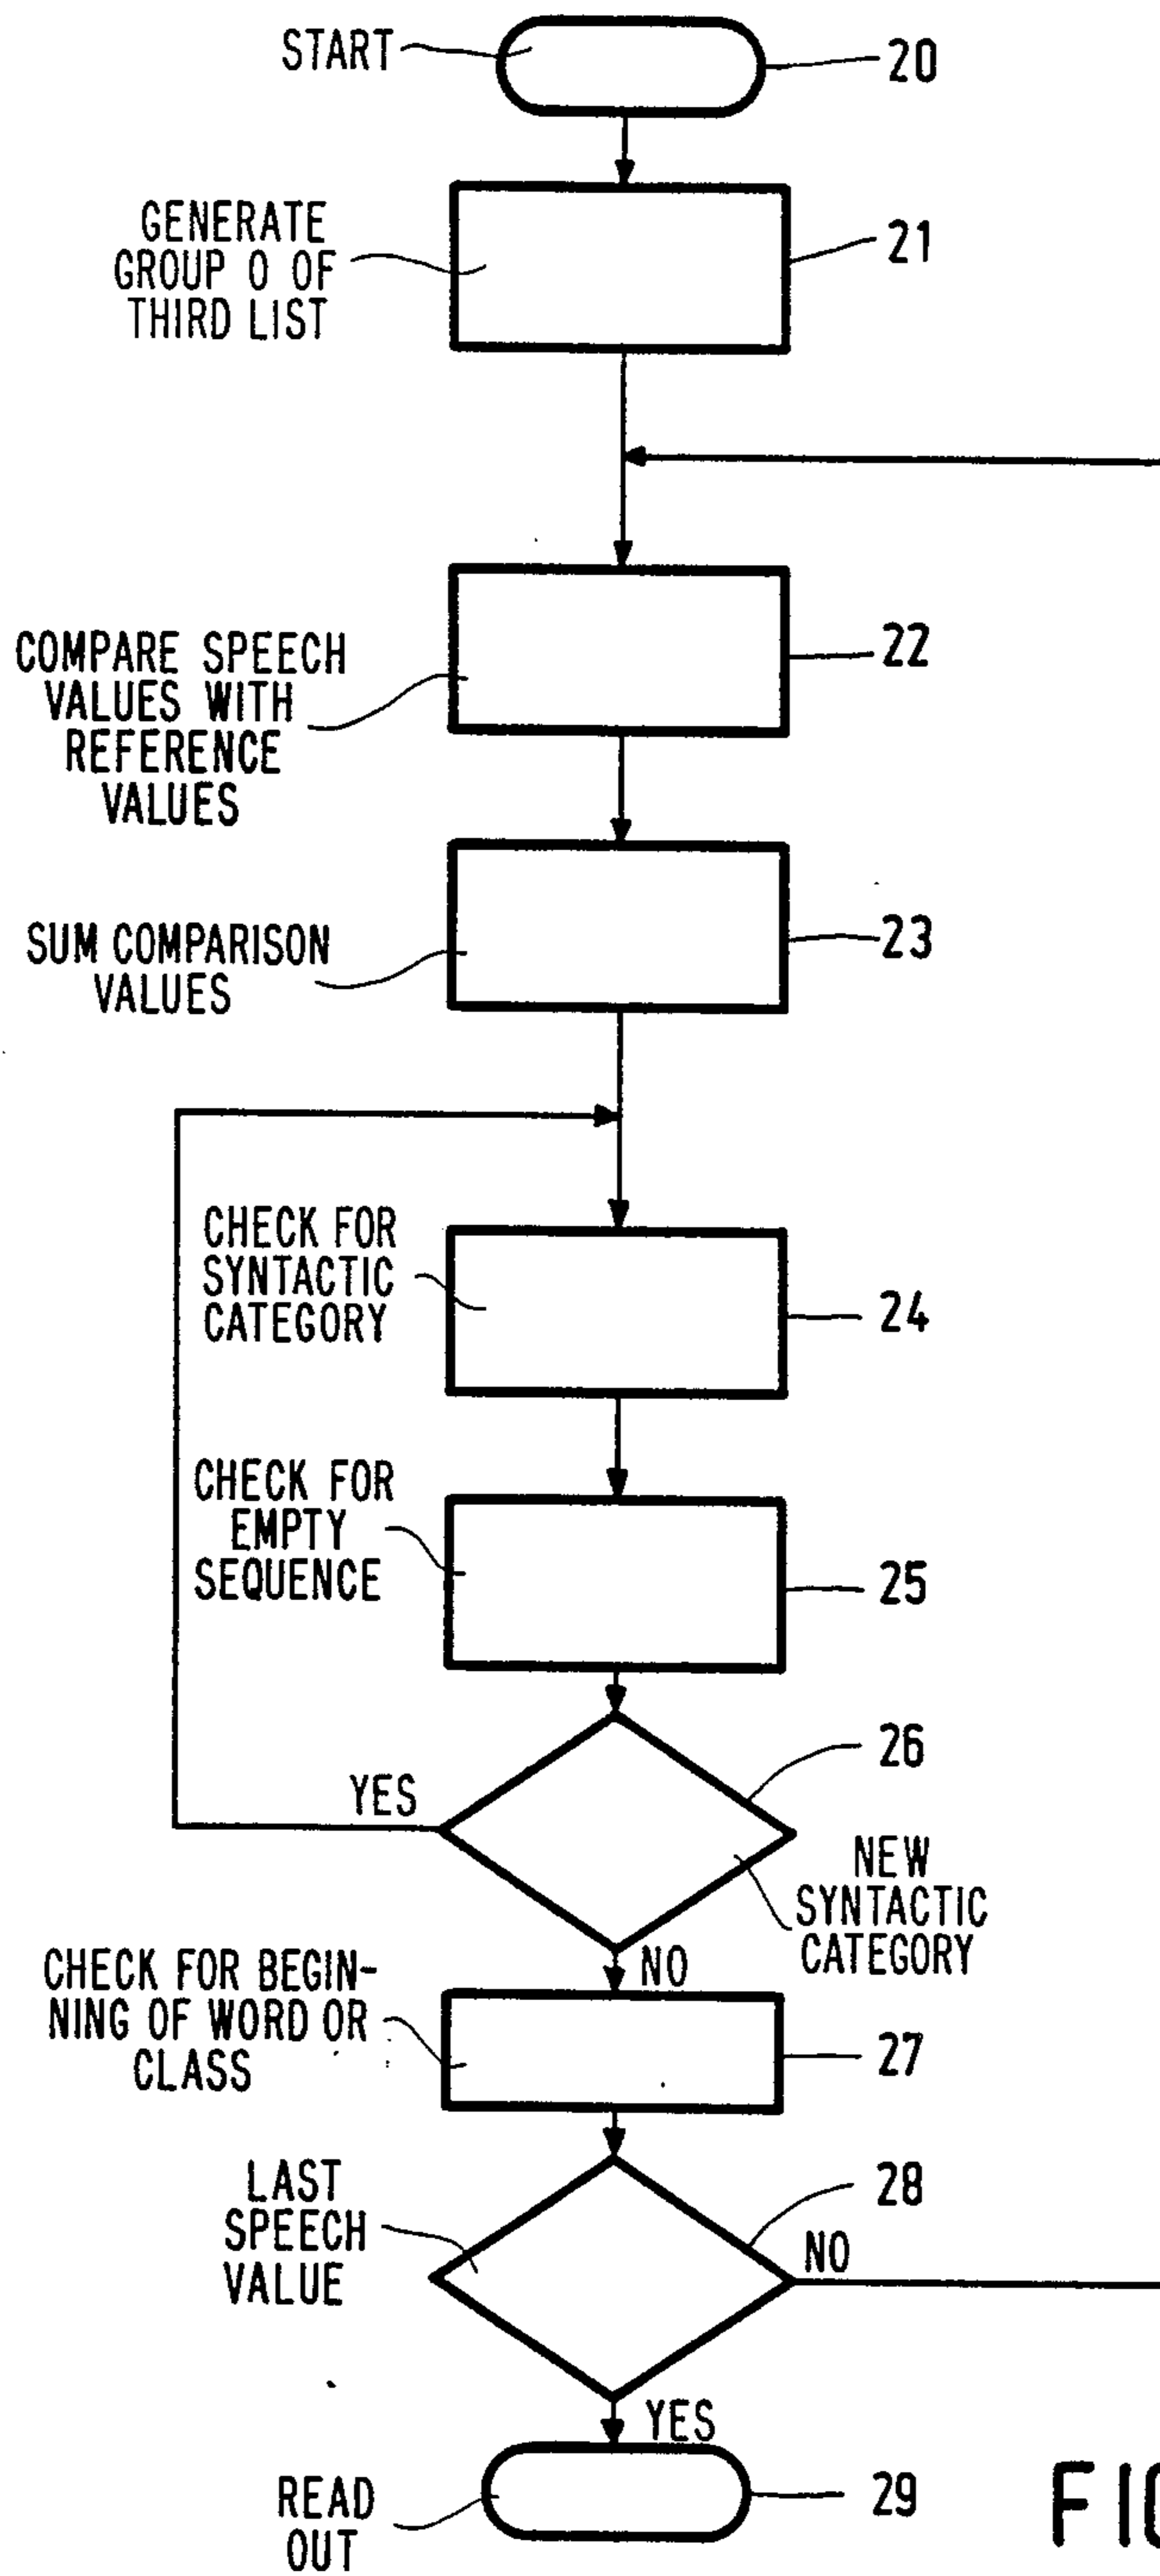 START
20
GENERATE
GROUP 0 OF
THIRD LIST
21
COMPARE SPEECH
VALUES WITH
REFERENCE
VALUES
22
SUM COMPARISON
VALUES
23
CHECK FOR
SYNTACTIC
CATEGORY
24
CHECK FOR
EMPTY
SEQUENCE
25
26
YES
NEW
SYNTACTIC
CATEGORY
NO
CHECK FOR BEGIN-
NING OF WORD OR
CLASS
27
LAST
SPEECH
VALUE
28
NO
YES
READ
OUT
29